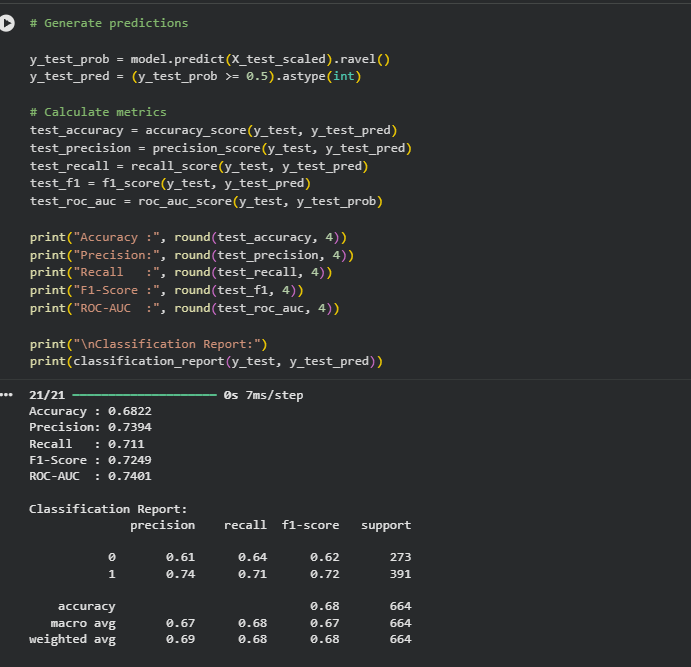 # Generate predictions
y_test_prob = model.predict(X_test_scaled).ravel()
y_test_pred = (y_test_prob >= 0.5).astype(int)
# Calculate metrics
test_accuracy = accuracy_score(y_test, y_test_pred)
test_precision = precision_score(y_test, y_test_pred)
test_recall = recall_score(y_test, y_test_pred)
test_f1 = f1_score(y_test, y_test_pred)
test_roc_auc = roc_auc_score(y_test, y_test_prob)
print("Accuracy :", round(test_accuracy, 4))
print("Precision:", round(test_precision, 4))
print("Recall   :", round(test_recall, 4))
print("F1-Score :", round(test_f1, 4))
print("ROC-AUC  :", round(test_roc_auc, 4))
print("\nClassification Report:")
print(classification_report(y_test, y_test_pred))
21/21 ━━━━━━━━━━━━━━━━━━━━ 0s 7ms/step
Accuracy : 0.6822
Precision: 0.7394
Recall   : 0.711
F1-Score : 0.7249
ROC-AUC  : 0.7401
Classification Report:
              precision    recall  f1-score   support
           0       0.61      0.64      0.62       273
           1       0.74      0.71      0.72       391
    accuracy                           0.68       664
   macro avg       0.67      0.68      0.67       664
weighted avg       0.69      0.68      0.68       664